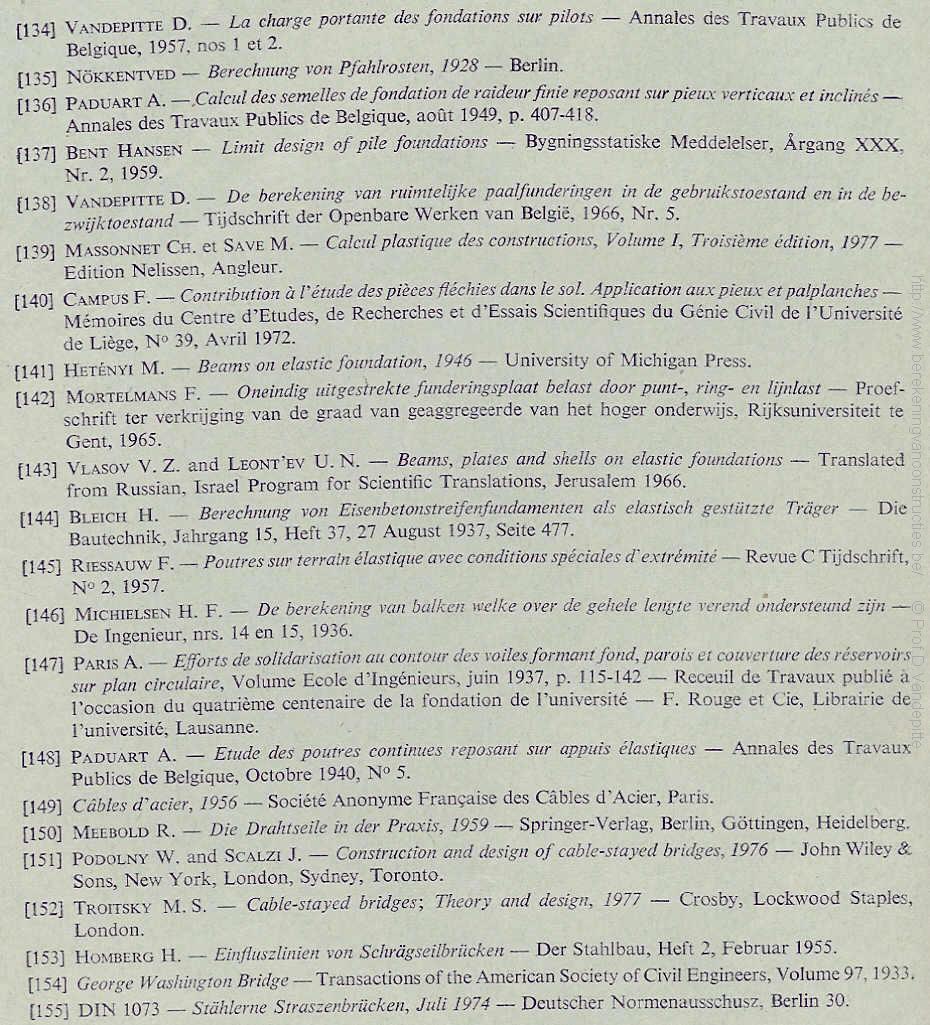 [134] VANDEPITTE D. — La charge portante des fondations sur pilots — Annales des Travaux Publics de
Belgique, 1957, nos 1 et 2.
[135] NÖKKENTVED — Berechnung von Pfahlrosten, 1928 — Berlin.
[136] PADUART A. — Calcul des semelles de fondation de raideur finie reposant sur pieux verticaux et inclinés —
Annales des Travaux Publics de Belgique, août 1949, p. 407-418.
[137] BENT HANSEN — Limit design of pile foundations — Bygningsstatiske Meddelelser, Årgang XXX,
Nr. 2, 1959.
[138] VANDEPITTE D. — De berekening van ruimtelijke paalfunderingen in de gebruikstoestand en in de be-
zwijktoestand — Tijdschrift der Openbare Werken van België, 1966, Nr. 5.
[139] MASSONNET CH. et SAVE M. — Calcul plastique des constructions, Volume I, Troisième édition, 1977 —
Edition Nelissen, Angleur.
[140] CAMPUS F. — Contribution à l'étude des pièces fléchies dans le sol. Application aux pieux et palplanches —
Mémoires du Centre d'Etudes, de Recherches et d'Essais Scientifiques du Génie Civil de l'Université
de Liège, Nº 39, Avril 1972.
[141] HETÉNYI M. — Beams on elastic foundation, 1946 — University of Michigan Press.
[142] MORTELMANS F. — Oneindig uitgestrekte funderingsplaat belast door punt-, ring- en lijnlast — Proef-
schrift ter verkrijging van de graad van geaggregeerde van het hoger onderwijs, Rijksuniversiteit te
Gent, 1965.
[143] VLASOV V. Z. and LEONT'EV U. N. — Beams, plates and shells on elastic foundations — Translated
from Russian, Israel Program for Scientific Translations, Jerusalem 1966.
[144] BLEICH H. — Berechnung von Eisenbetonstreifenfundamenten als elastisch gestützte Träger — Die
Bautechnik, Jahrgang 15, Heft 37, 27 August 1937, Seite 477.
[145] RIESSAUW F. — Poutres sur terrain élastique avec conditions spéciales d'extrémité — Revue C Tijdschrift,
Nº 2, 1957.
[146] MICHIELSEN H. F. — De berekening van balken welke over de gehele lengte verend ondersteund zijn —
De Ingenieur, nrs. 14 en 15, 1936.
[147] PARIS A. — Efforts de solidarisation au contour des voiles formant fond, parois et couverture des réservoirs
sur plan circulaire, Volume Ecole d'Ingénieurs, juin 1937, p. 115-142 — Receuil de Travaux publié à
l'occasion du quatrième centenaire de la fondation de l'université — F. Rouge et Cie, Librairie de
l'université, Lausanne.
[148] PADUART A. — Etude des poutres continues reposant sur appuis élastiques — Annales des Travaux
Publics de Belgique, Octobre 1940, Nº 5.
[149] Câbles d'acier, 1956 — Société Anonyme Française des Câbles d'Acier, Paris.
[150] MEEBOLD R. — Die Drahtseile in der Praxis, 1959 — Springer-Verlag, Berlin, Göttingen, Heidelberg.
[151] PODOLNY W. and SCALZI J. — Construction and design of cable-stayed bridges, 1976 — John Wiley &
Sons, New York, London, Sydney, Toronto.
[152] TROITSKY M. S. — Cable-stayed bridges; Theory and design, 1977 — Crosby, Lockwood Staples,
London.
[153] HOMBERG H. — Einfluszlinien von Schrägseilbrücken — Der Stahlbau, Heft 2, Februar 1955.
[154] George Washington Bridge — Transactions of the American Society of Civil Engineers, Volume 97, 1933.
[155] DIN 1073 — Stählerne Straszenbrücken, Juli 1974 — Deutscher Normenausschusz, Berlin 30.
http://www.berekeningvanconstructies.be/ © Prof D. Vandepitte